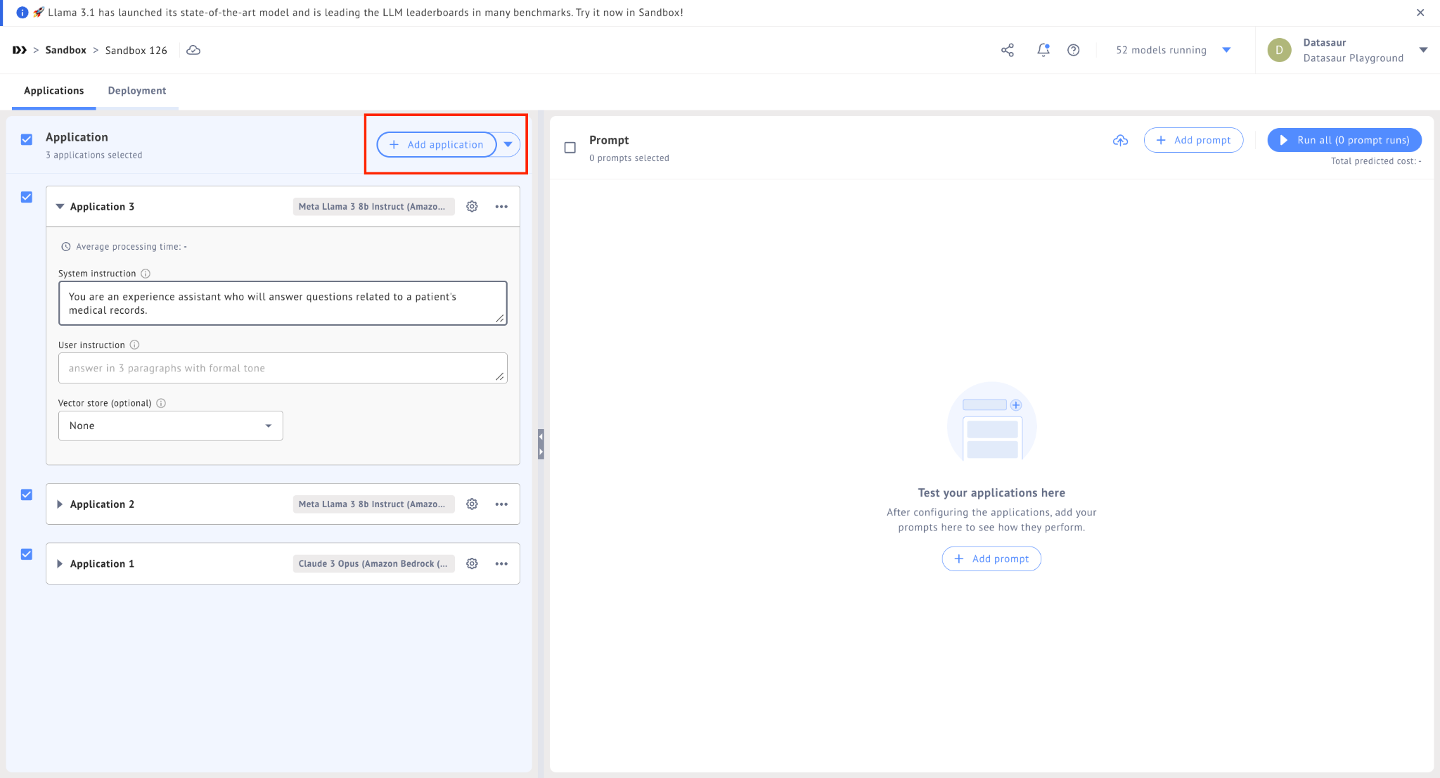 🚀 Llama 3.1 has launched its state-of-the-art model and is leading the LLM leaderboards in many benchmarks. Try it now in Sandbox!
> Sandbox > Sandbox 126
52 models running
D
Datasaur
Datasaur Playground
Applications
Deployment
Application
3 applications selected
+ Add application
Application 3
Meta Llama 3 8b Instruct (Amazo...
Average processing time: -
System instruction
You are an experience assistant who will answer questions related to a patient's
medical records.
User instruction
answer in 3 paragraphs with formal tone
Vector store (optional)
None
Application 2
Meta Llama 3 8b Instruct (Amazo...
Application 1
Claude 3 Opus (Amazon Bedrock (...
Prompt
0 prompts selected
+ Add prompt
Run all (0 prompt runs)
Total predicted cost: -
Test your applications here
After configuring the applications, add your
prompts here to see how they perform.
+ Add prompt